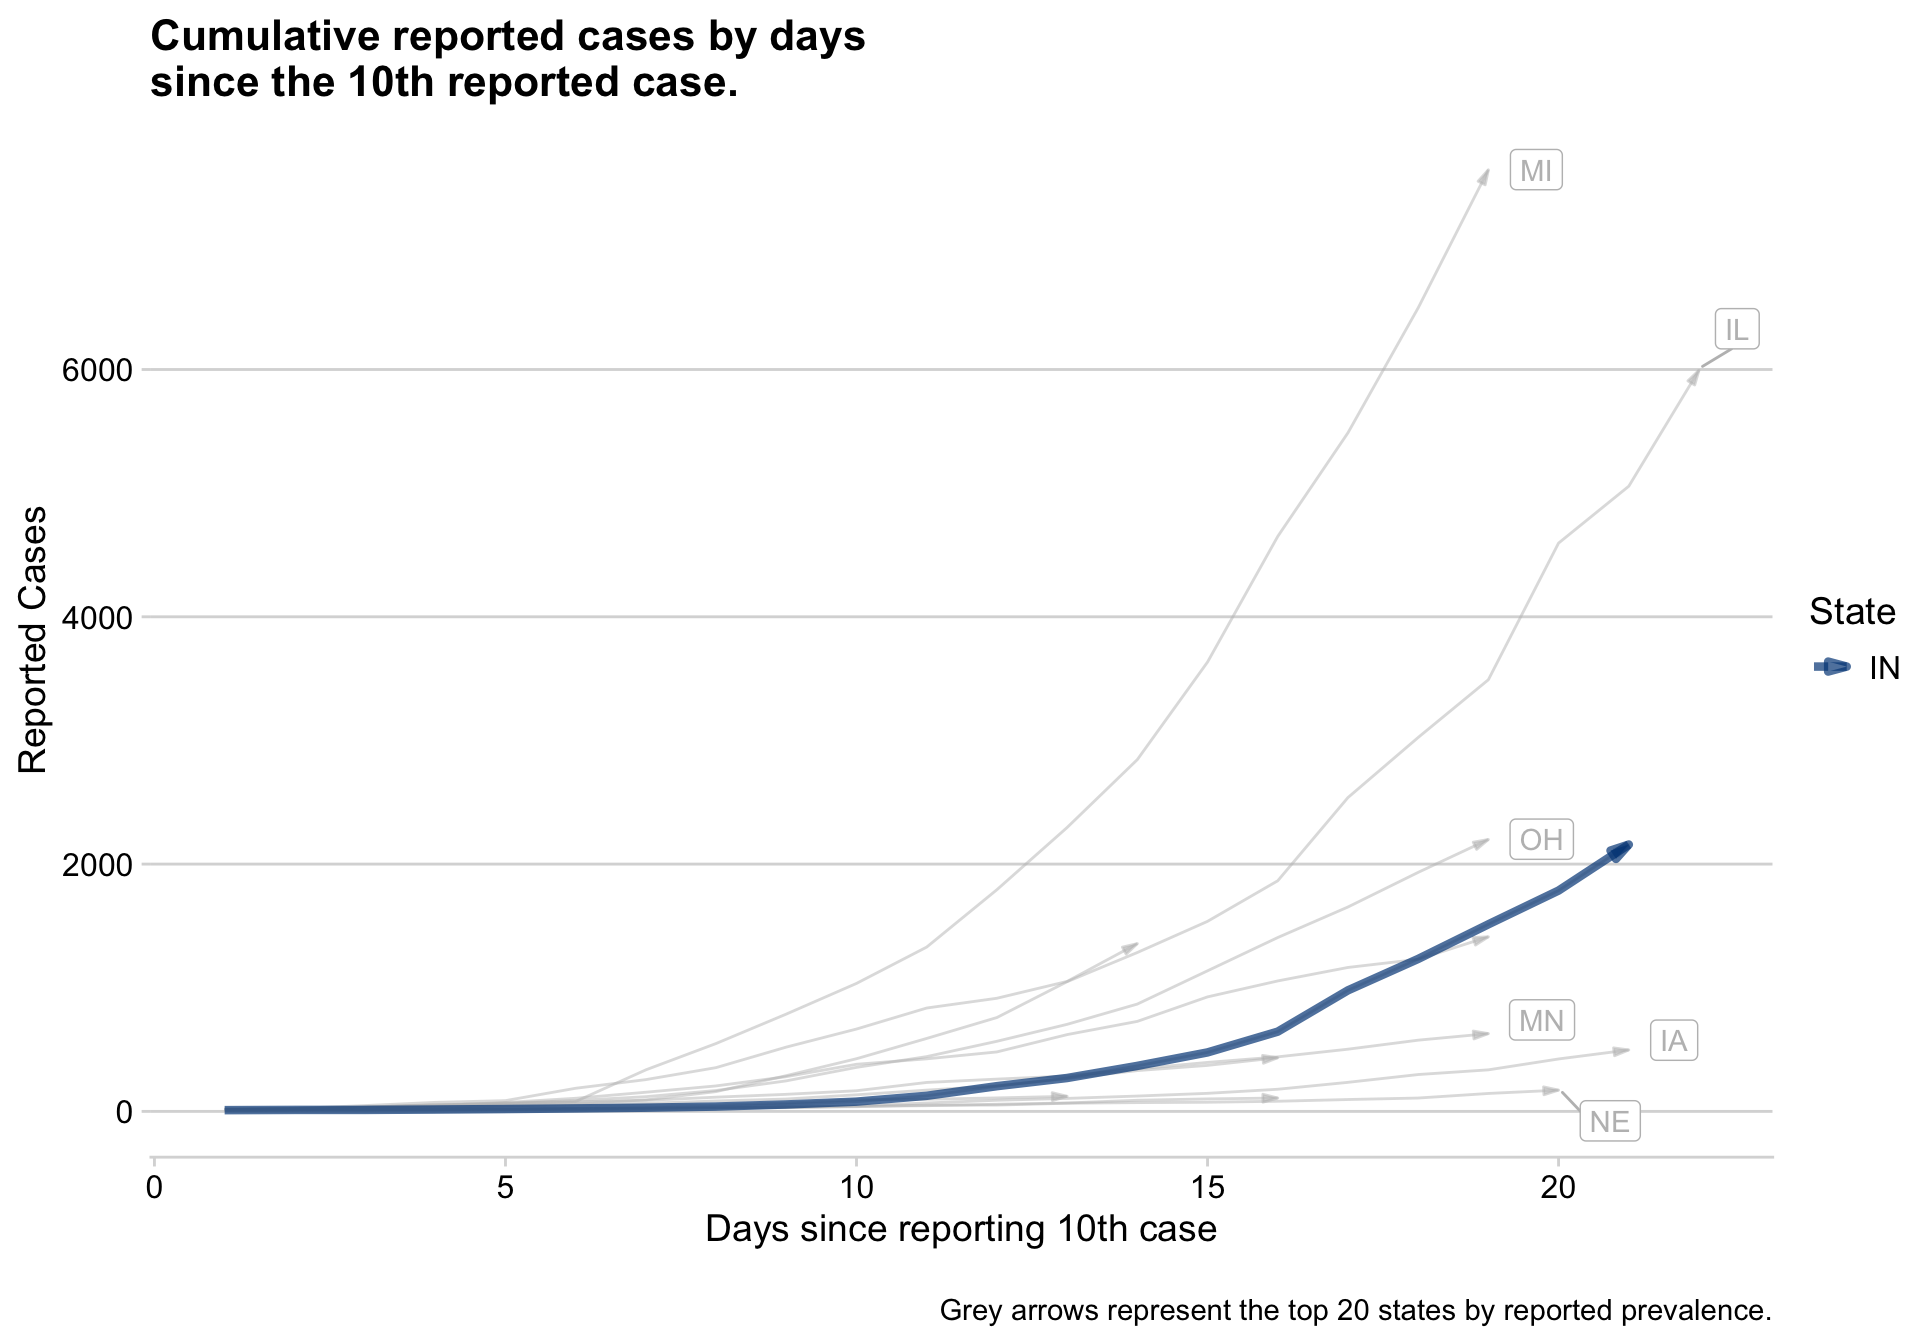 Cumulative reported cases by days
since the 10th reported case.
MI
IL
6000
4000
2000
0
Reported Cases
OH
MN
IA
NE
State
IN
0 5 10 15 20
Days since reporting 10th case
Grey arrows represent the top 20 states by reported prevalence.